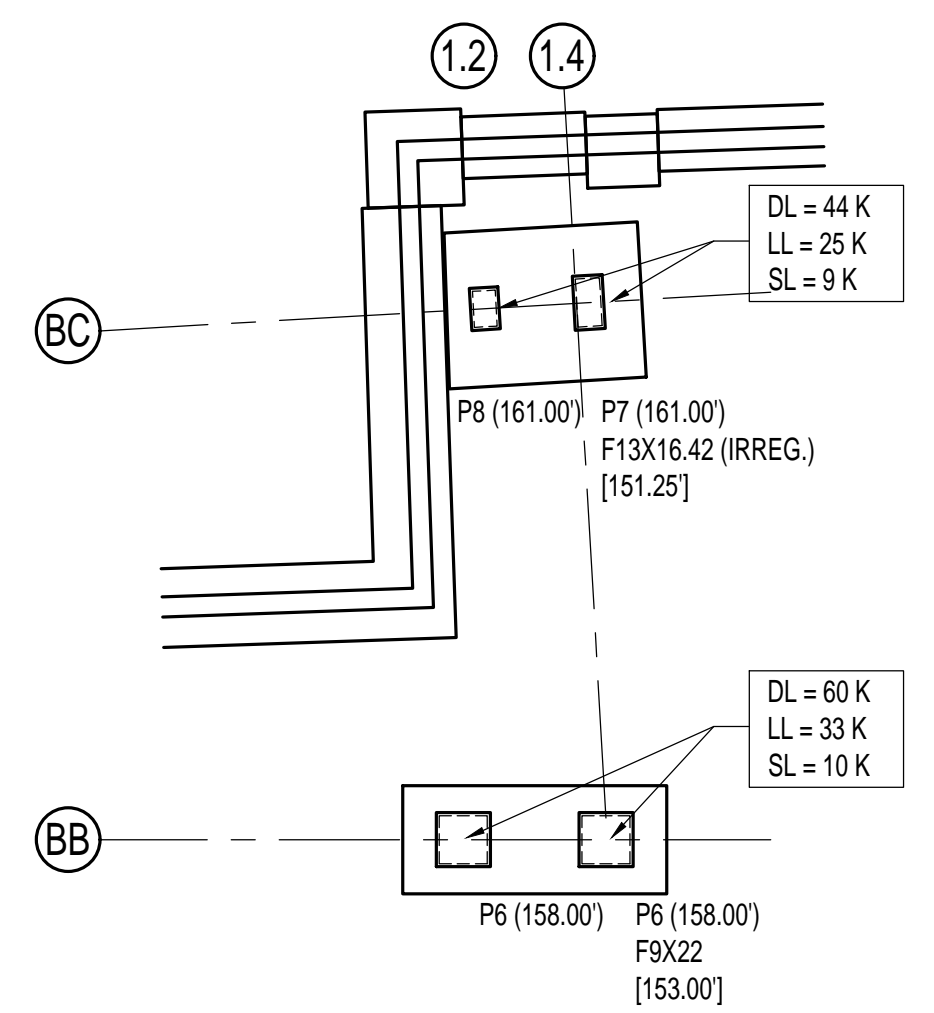 1.2
1.4
DL = 44 K
LL = 25 K
SL = 9 K
BC
P8 (161.00')
P7 (161.00')
F13X16.42 (IRREG.)
[151.25']
DL = 60 K
LL = 33 K
SL = 10 K
BB
P6 (158.00')
P6 (158.00')
F9X22
[153.00']